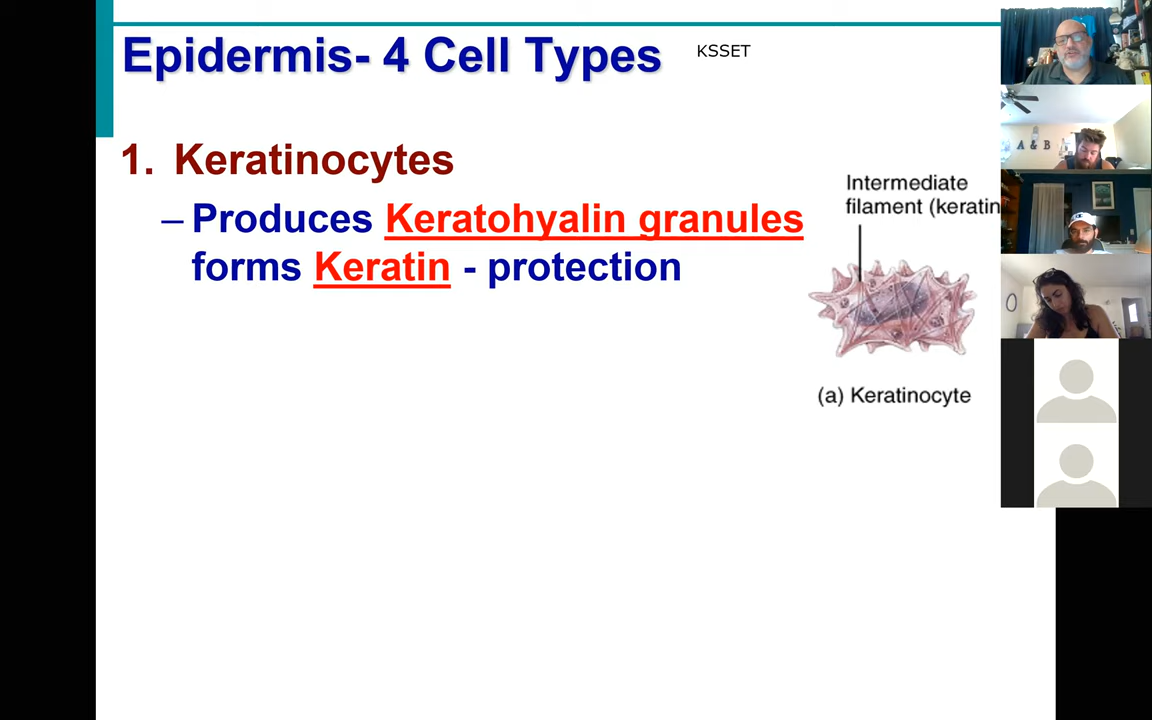 Epidermis- 4 Cell Types
KSSET
1. Keratinocytes
– Produces Keratohyalin granules
forms Keratin - protection
Intermediate
filament (keratin
(a) Keratinocyte
A & B